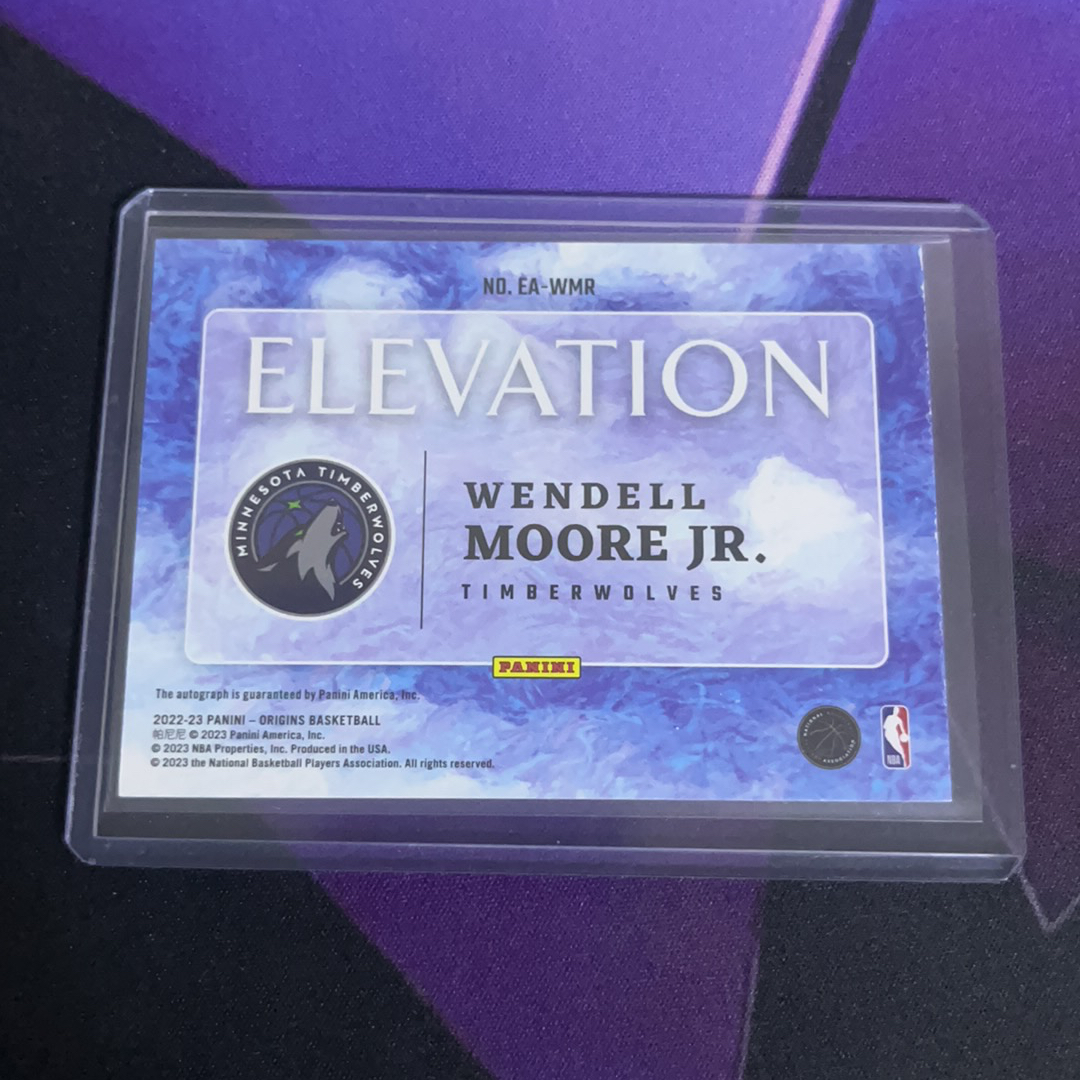 NO. EA-WMR
ELEVATION
MINNESOTA TIMBERWOLVES
WENDELL
MOORE JR.
TIMBERWOLVES
PANINI
The autograph is guaranteed by Panini America, Inc.
2022-23 PANINI – ORIGINS BASKETBALL
帕尼尼 © 2023 Panini America, Inc.
© 2023 NBA Properties, Inc. Produced in the USA.
© 2023 the National Basketball Players Association. All rights reserved.
NATIONAL
ASSOCIATION
NBA